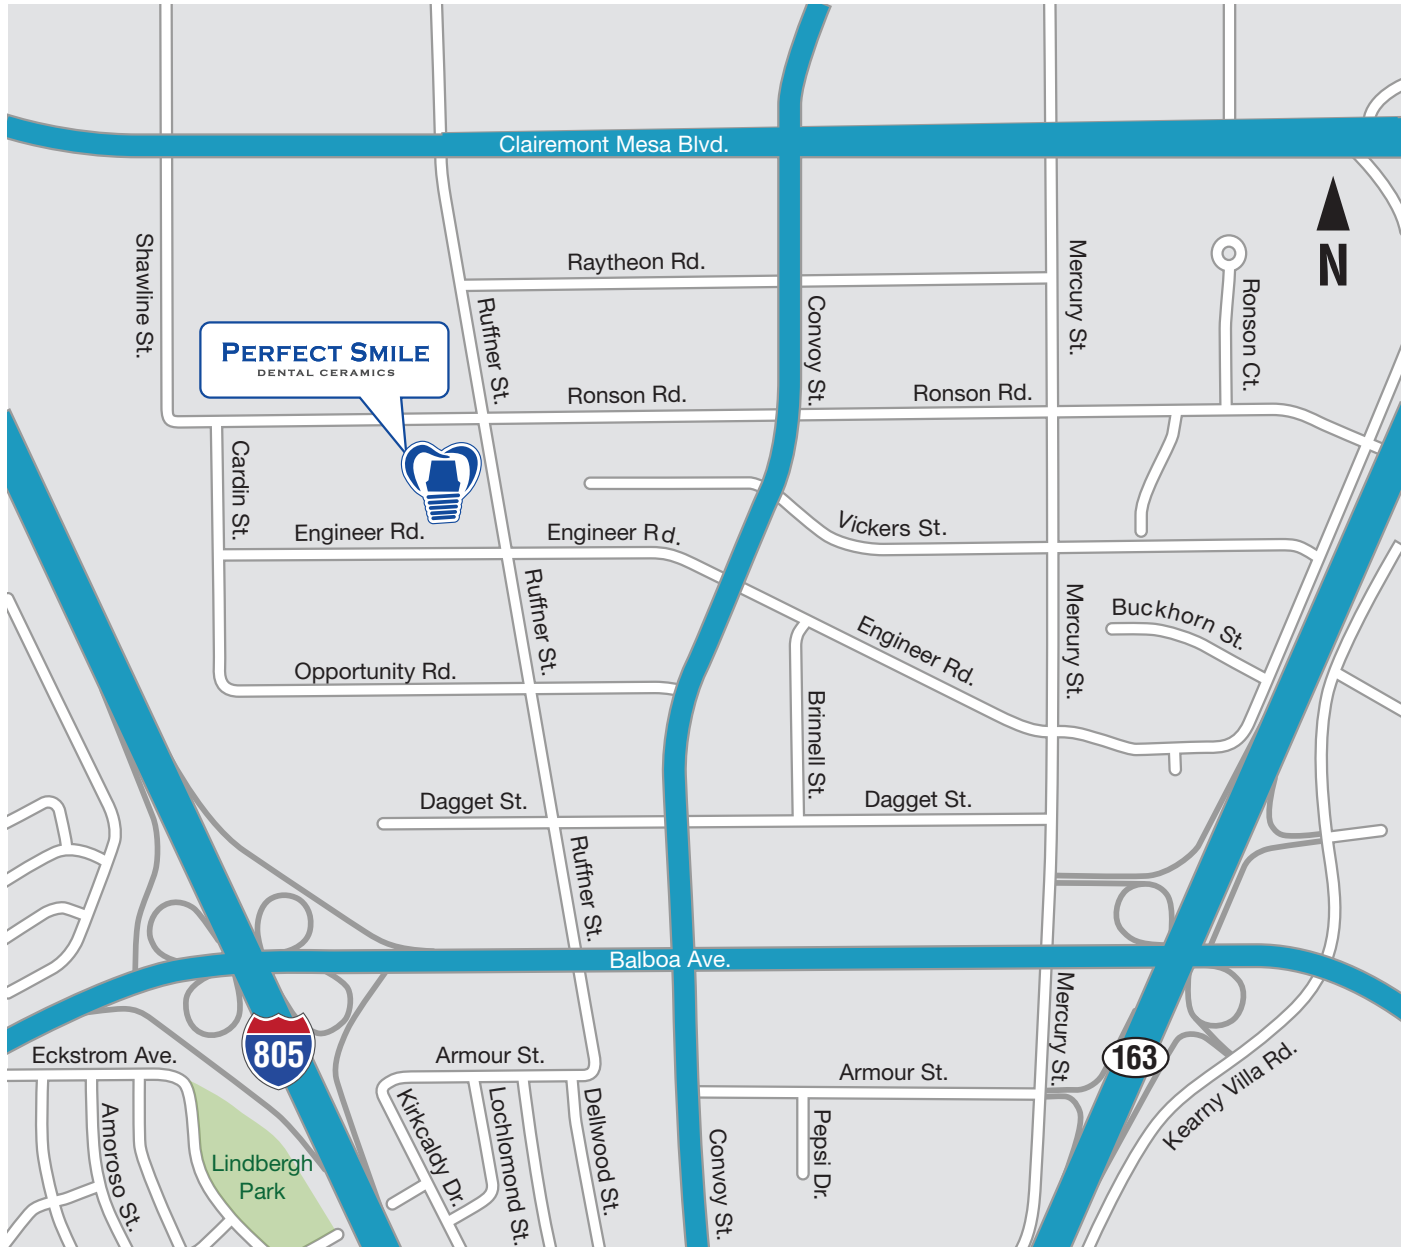 Clairemont Mesa Blvd.
Shawline St.
Raytheon Rd.
Mercury St.
N
Ronson Ct.
Ruffner St.
Convoy St.
PERFECT SMILE
DENTAL CERAMICS
Ronson Rd.
Ronson Rd.
Cardin St.
Engineer Rd.
Engineer Rd.
Vickers St.
Ruffner St.
Mercury St.
Buckhorn St.
Engineer Rd.
Opportunity Rd.
Brinnell St.
Dagget St.
Dagget St.
Ruffner St.
Balboa Ave.
Mercury St.
805
163
Eckstrom Ave.
Armour St.
Armour St.
Kearny Villa Rd.
Amoroso St.
Kirkcaldy Dr.
Lochlomond St.
Dellwood St.
Convoy St.
Pepsi Dr.
Lindbergh
Park